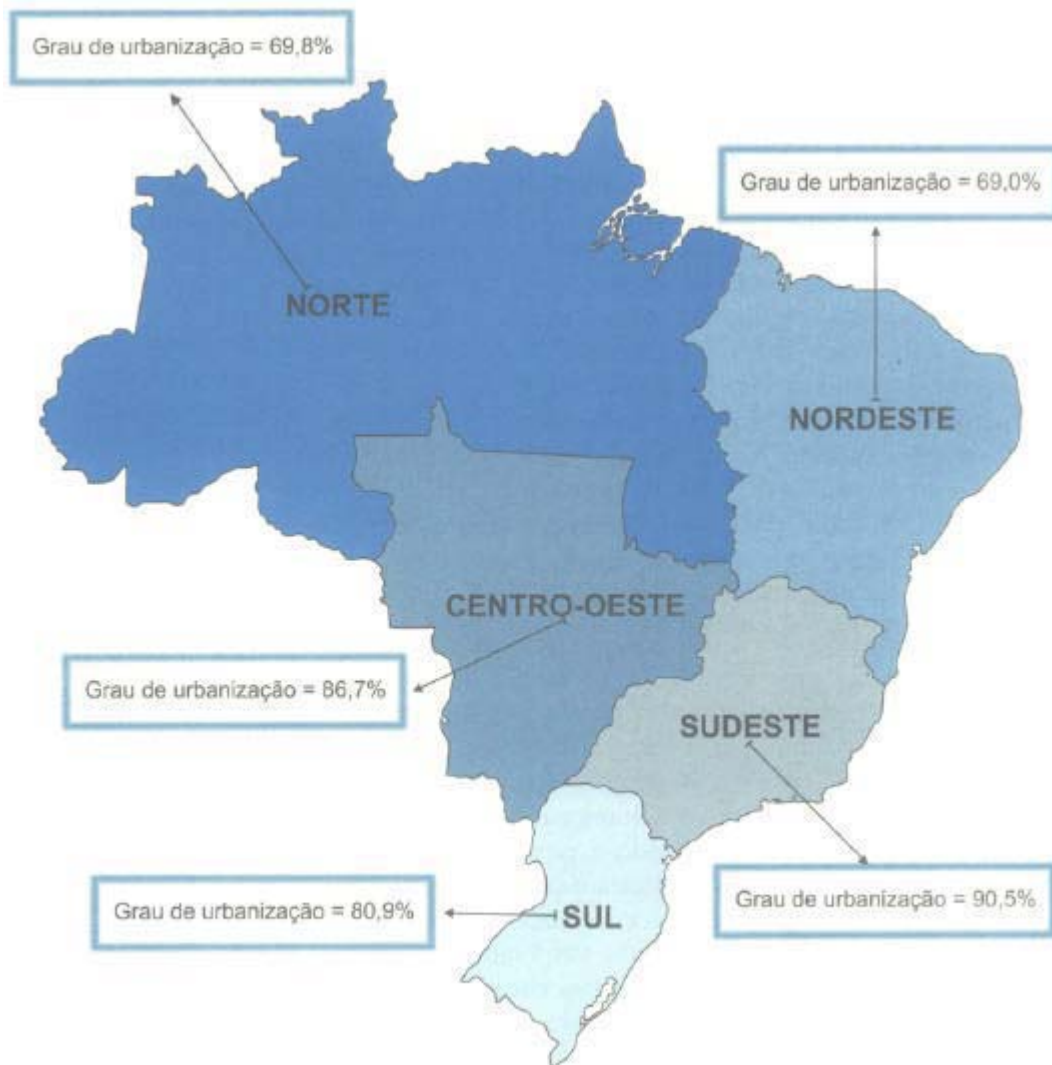 Grau de urbanização = 69,8%
Grau de urbanização = 69,0%
NORTE
NORDESTE
CENTRO-OESTE
Grau de urbanização = 86,7%
SUDESTE
Grau de urbanização = 80,9%
SUL
Grau de urbanização = 90,5%